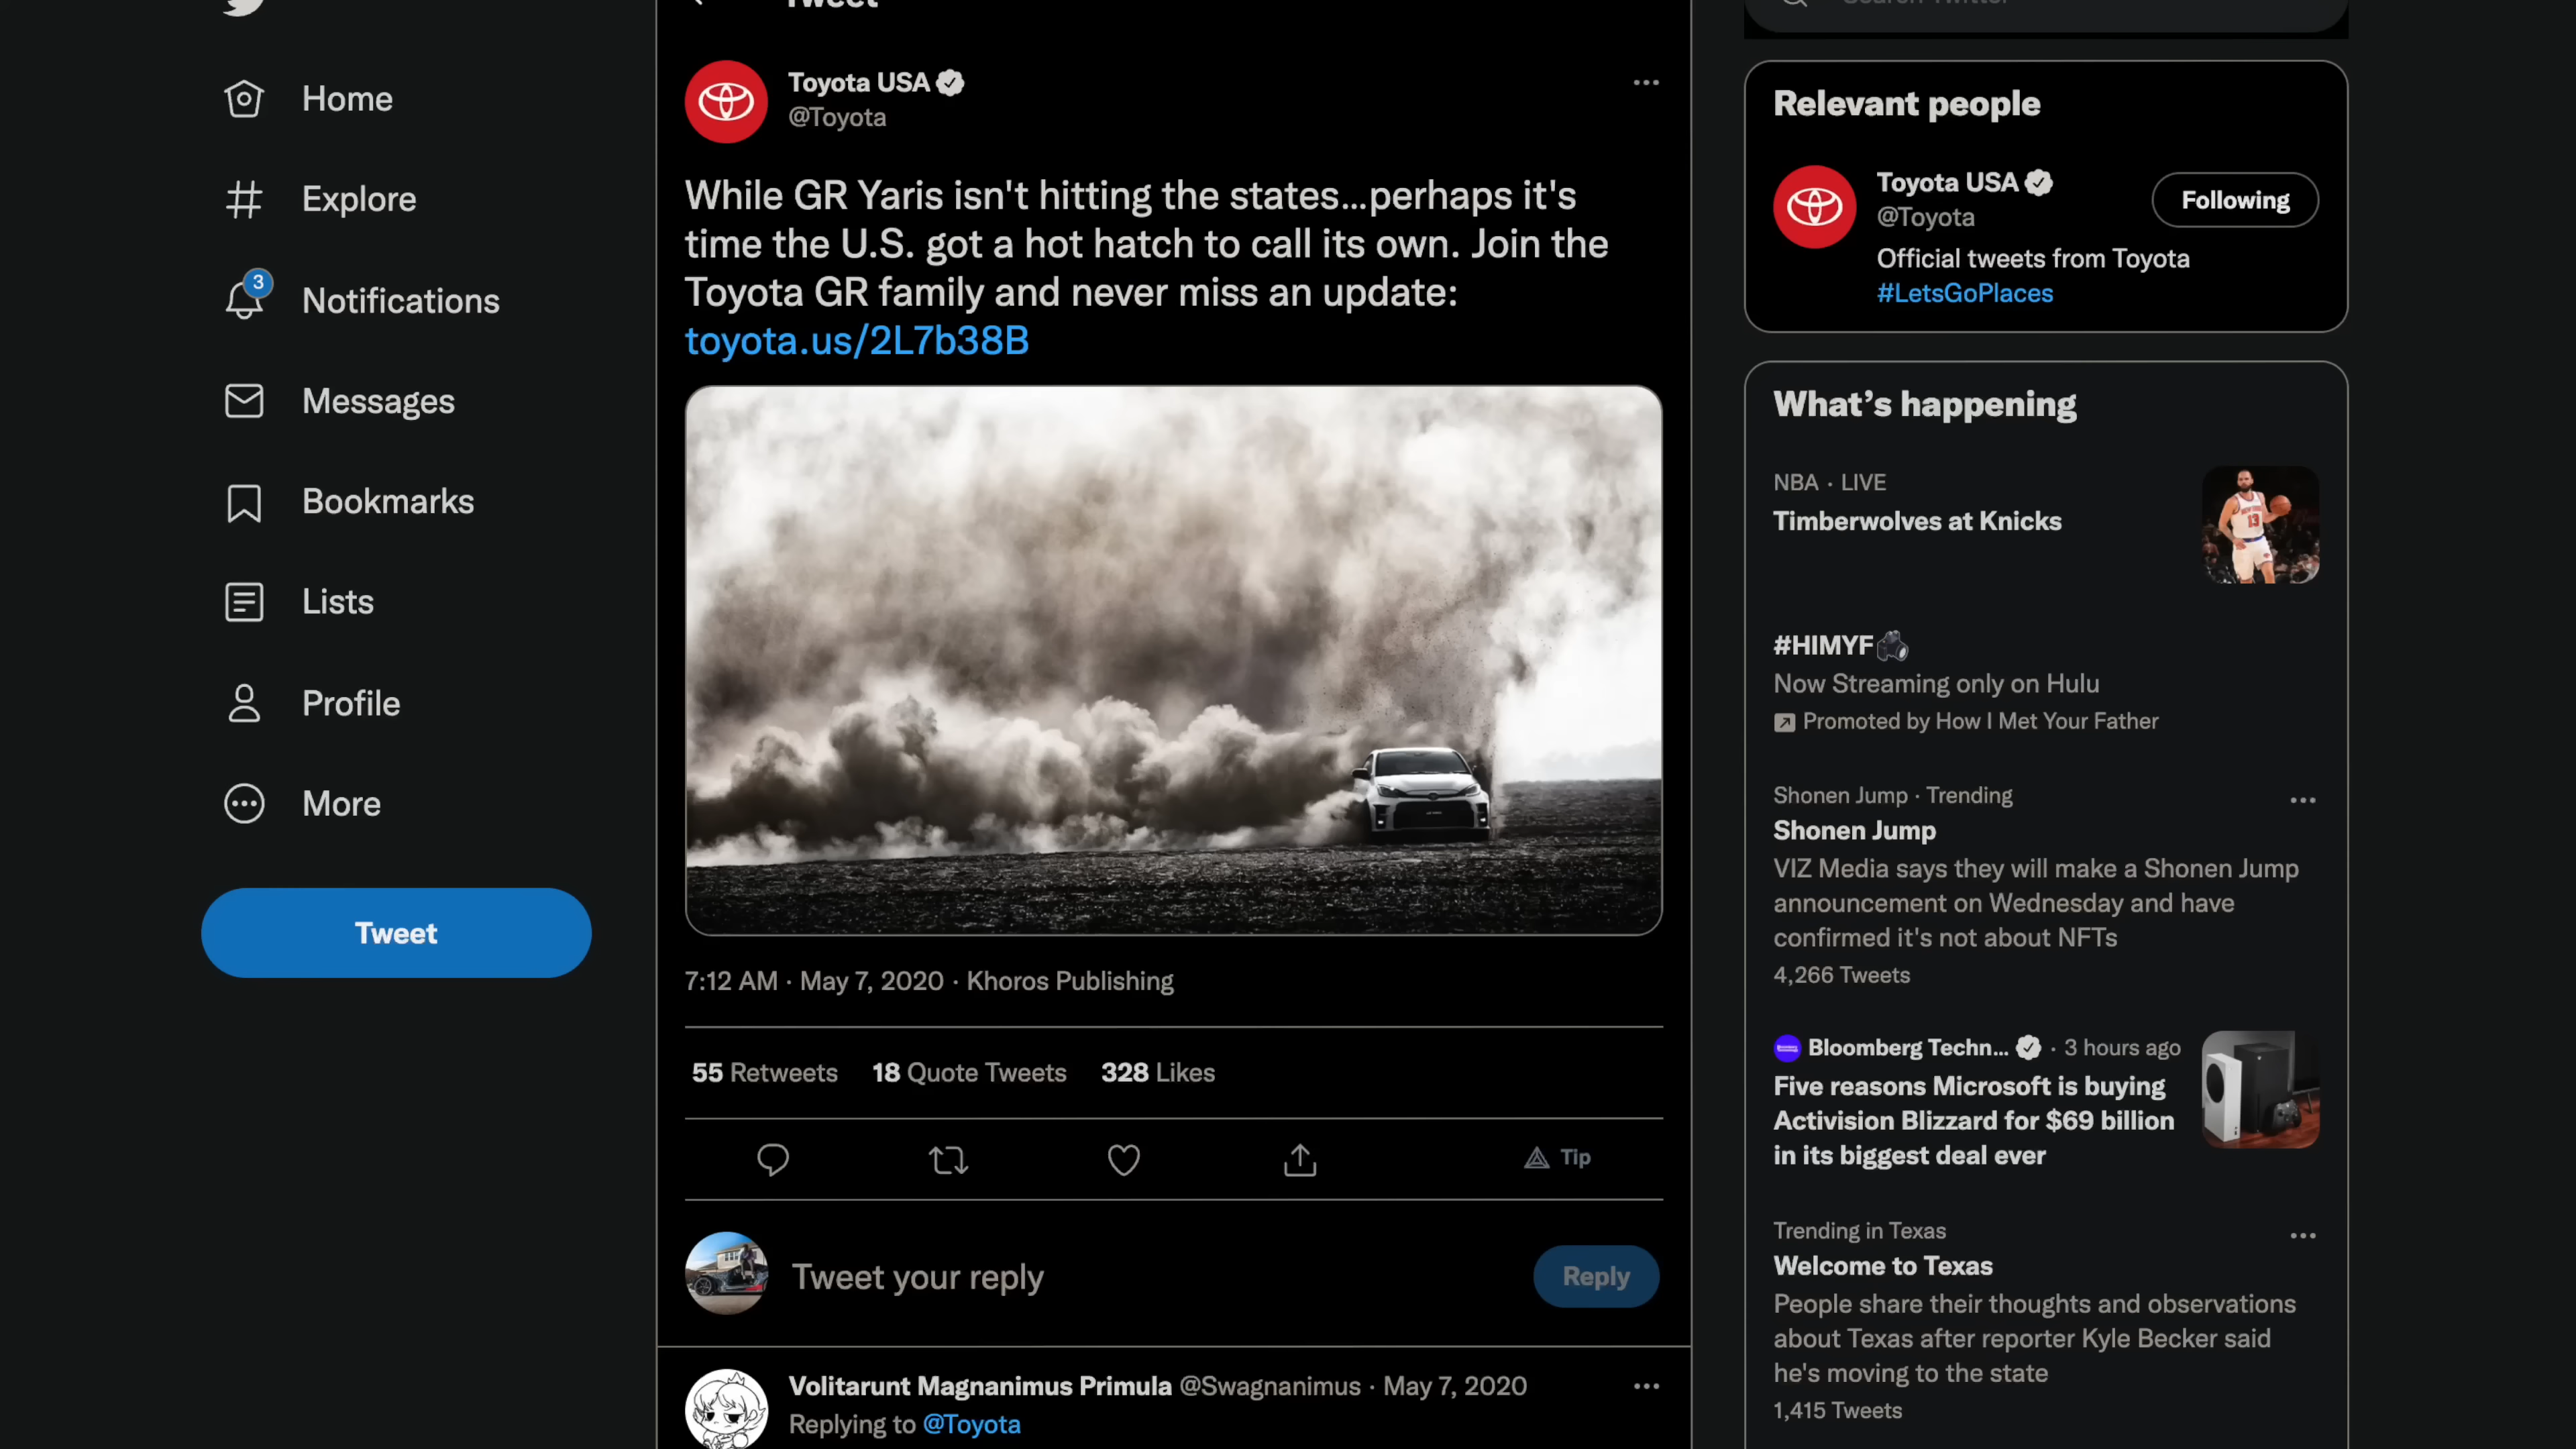 Home
Explore
3
Notifications
Messages
Bookmarks
Lists
Profile
More
Tweet
Tweet
Toyota USA
@Toyota
While GR Yaris isn't hitting the states...perhaps it's
time the U.S. got a hot hatch to call its own. Join the
Toyota GR family and never miss an update:
toyota.us/2L7b38B
7:12 AM · May 7, 2020 · Khoros Publishing
55 Retweets 18 Quote Tweets 328 Likes
Tip
Tweet your reply
Reply
Volitarunt Magnanimus Primula @Swagnanimus · May 7, 2020
Replying to @Toyota
Search Twitter
Relevant people
Toyota USA
@Toyota
Following
Official tweets from Toyota
#LetsGoPlaces
What's happening
NBA · LIVE
Timberwolves at Knicks
13
#HIMYF
Now Streaming only on Hulu
Promoted by How I Met Your Father
Shonen Jump · Trending
Shonen Jump
VIZ Media says they will make a Shonen Jump
announcement on Wednesday and have
confirmed it's not about NFTs
4,266 Tweets
Bloomberg Techn... · 3 hours ago
Five reasons Microsoft is buying
Activision Blizzard for $69 billion
in its biggest deal ever
Trending in Texas
Welcome to Texas
People share their thoughts and observations
about Texas after reporter Kyle Becker said
he's moving to the state
1,415 Tweets